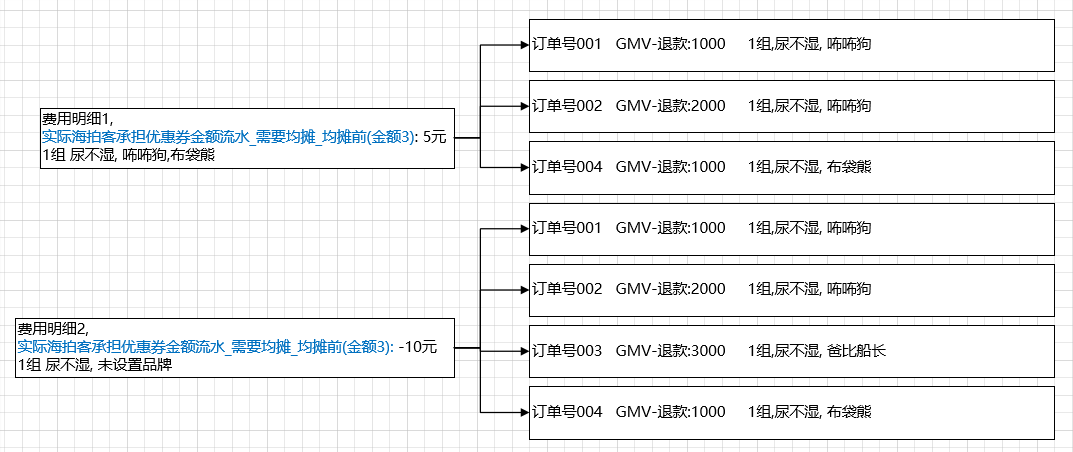 订单号001 GMV-退款:1000 1组,尿不湿, 咘咘狗
订单号002 GMV-退款:2000 1组,尿不湿, 咘咘狗
费用明细1,
实际海拍客承担优惠券金额流水_需要均摊_均摊前(金额3): 5元
1组 尿不湿, 咘咘狗,布袋熊
订单号004 GMV-退款:1000 1组,尿不湿, 布袋熊
订单号001 GMV-退款:1000 1组,尿不湿, 咘咘狗
订单号002 GMV-退款:2000 1组,尿不湿, 咘咘狗
费用明细2,
实际海拍客承担优惠券金额流水_需要均摊_均摊前(金额3): -10元
1组 尿不湿, 未设置品牌
订单号003 GMV-退款:3000 1组,尿不湿, 爸比船长
订单号004 GMV-退款:1000 1组,尿不湿, 布袋熊